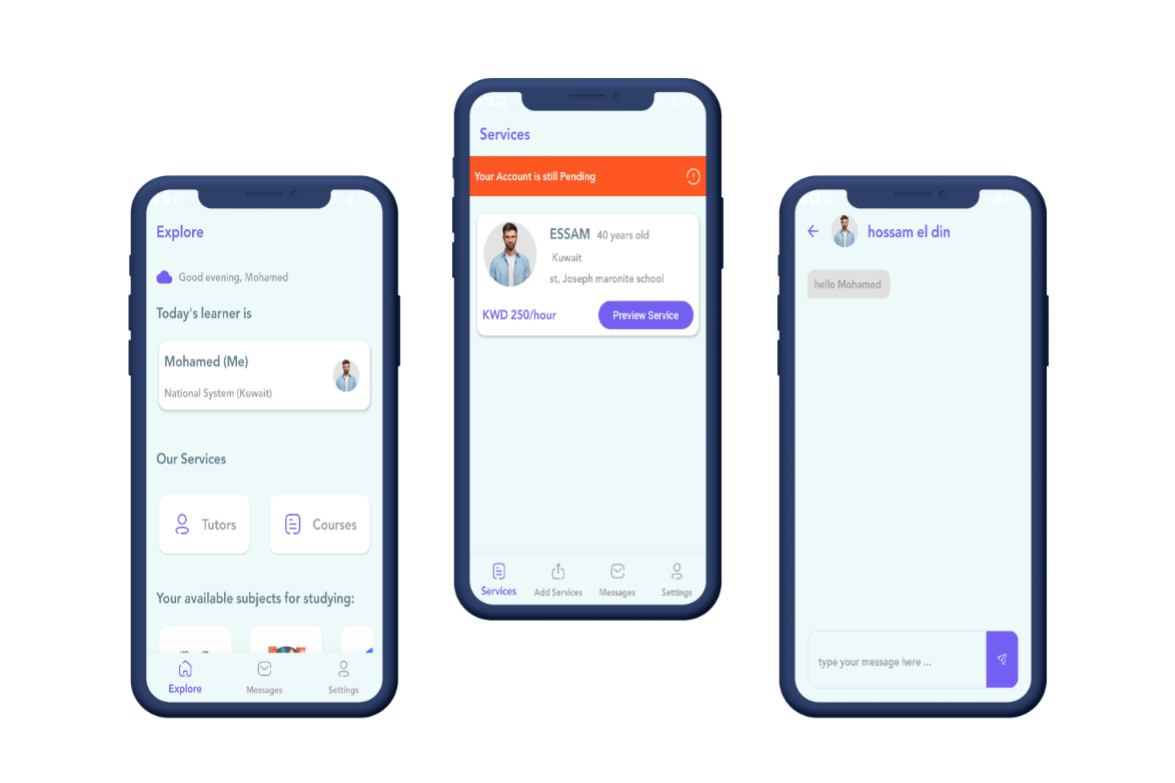 Explore
Good evening, Mohamed
Today's learner is
Mohamed (Me)
National System (Kuwait)
Our Services
Tutors
Courses
Your available subjects for studying:
Explore
Messages
Settings
Services
Your Account is still Pending
ESSAM 40 years old
Kuwait
st, Joseph maronite school
KWD 250/hour
Preview Service
Services
Add Services
Messages
Settings
hossam el din
hello Mohamed
type your message here ...